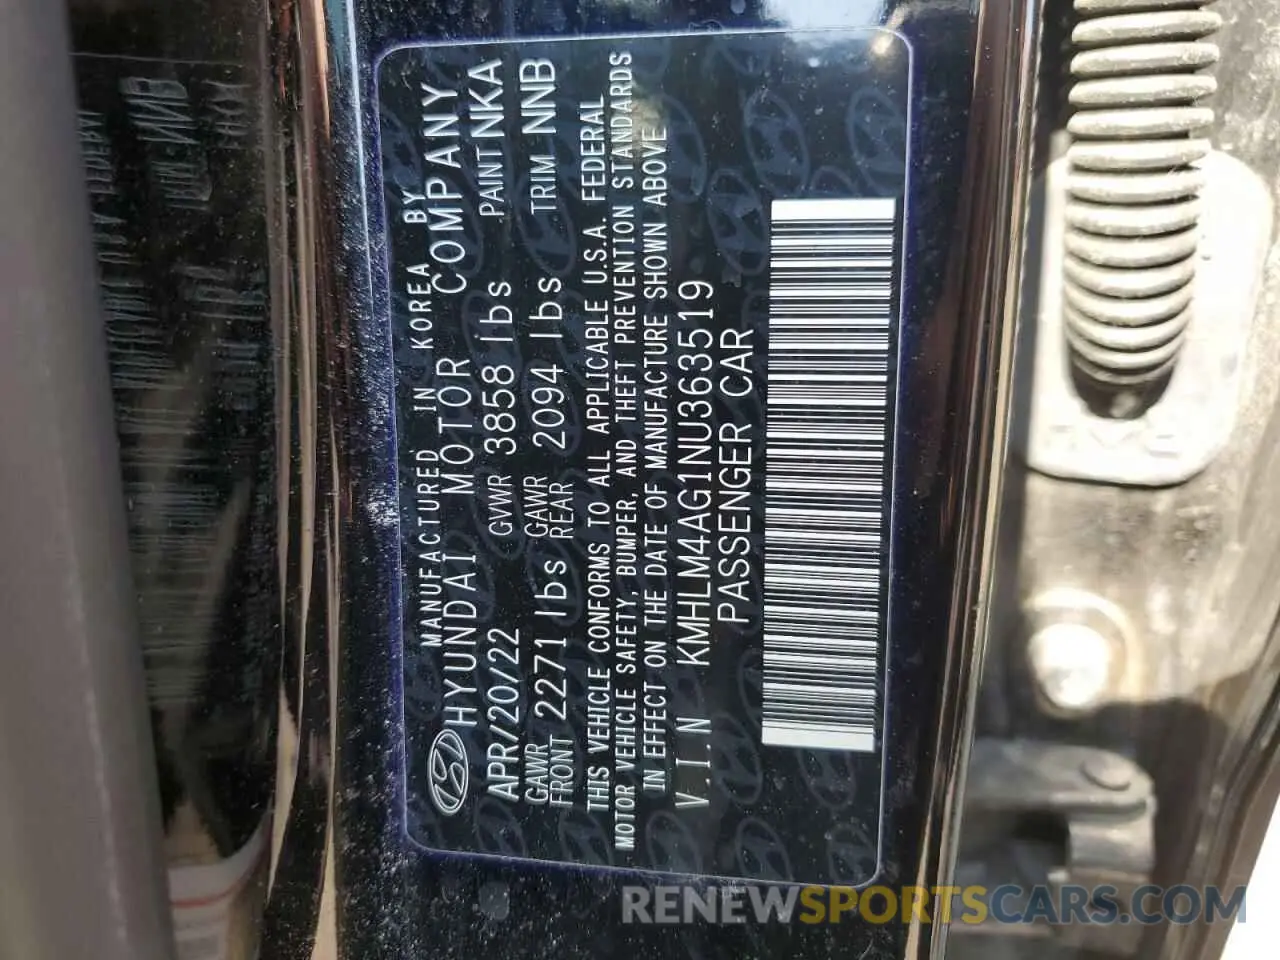 MANUFACTURED IN KOREA BY
HYUNDAI MOTOR COMPANY
APR/20/22 GVWR 3858 lbs PAINT NKA
GAWR FRONT 2271 lbs GAWR REAR 2094 lbs TRIM NNB
THIS VEHICLE CONFORMS TO ALL APPLICABLE U.S.A. FEDERAL
MOTOR VEHICLE SAFETY, BUMPER, AND THEFT PREVENTION STANDARDS
IN EFFECT ON THE DATE OF MANUFACTURE SHOWN ABOVE
V.I.N KMHLM4AG1NU363519
PASSENGER CAR
RENEWSPORTSCARS.COM